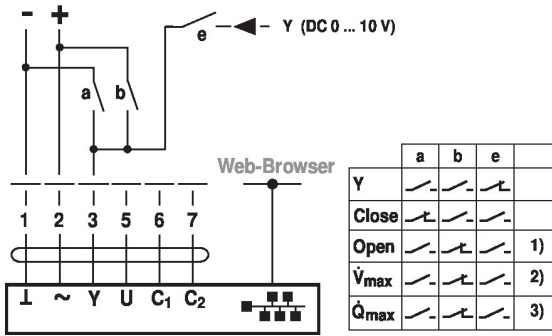 - +
e
Y (DC 0 ... 10 V)
a b
Web-Browser
1 2 3 5 6 7
⊥ ~ Y U C1 C2
a b e
Y
Close
Open 1)
V̇max 2)
Q̇max 3)